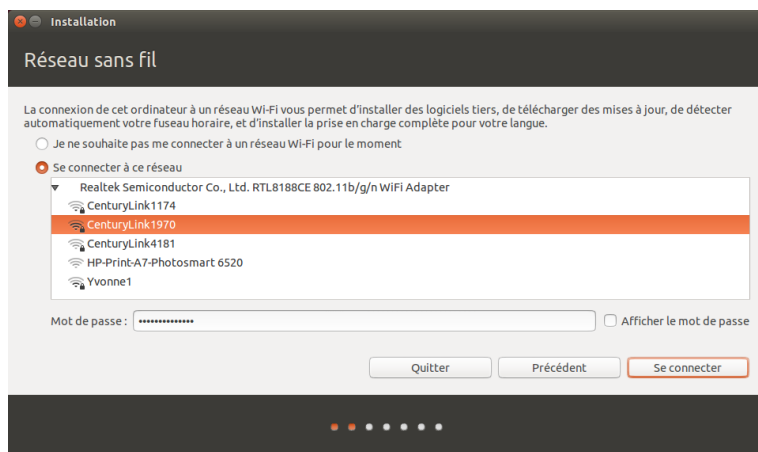 Installation
Réseau sans fil
La connexion de cet ordinateur à un réseau Wi-Fi vous permet d'installer des logiciels tiers, de télécharger des mises à jour, de détecter
automatiquement votre fuseau horaire, et d'installer la prise en charge complète pour votre langue.
Je ne souhaite pas me connecter à un réseau Wi-Fi pour le moment
Se connecter à ce réseau
Realtek Semiconductor Co., Ltd. RTL8188CE 802.11b/g/n WiFi Adapter
CenturyLink1174
CenturyLink1970
CenturyLink4181
HP-Print-A7-Photosmart 6520
Yvonne1
Mot de passe : •••••••••••••• Afficher le mot de passe
Quitter Précédent Se connecter